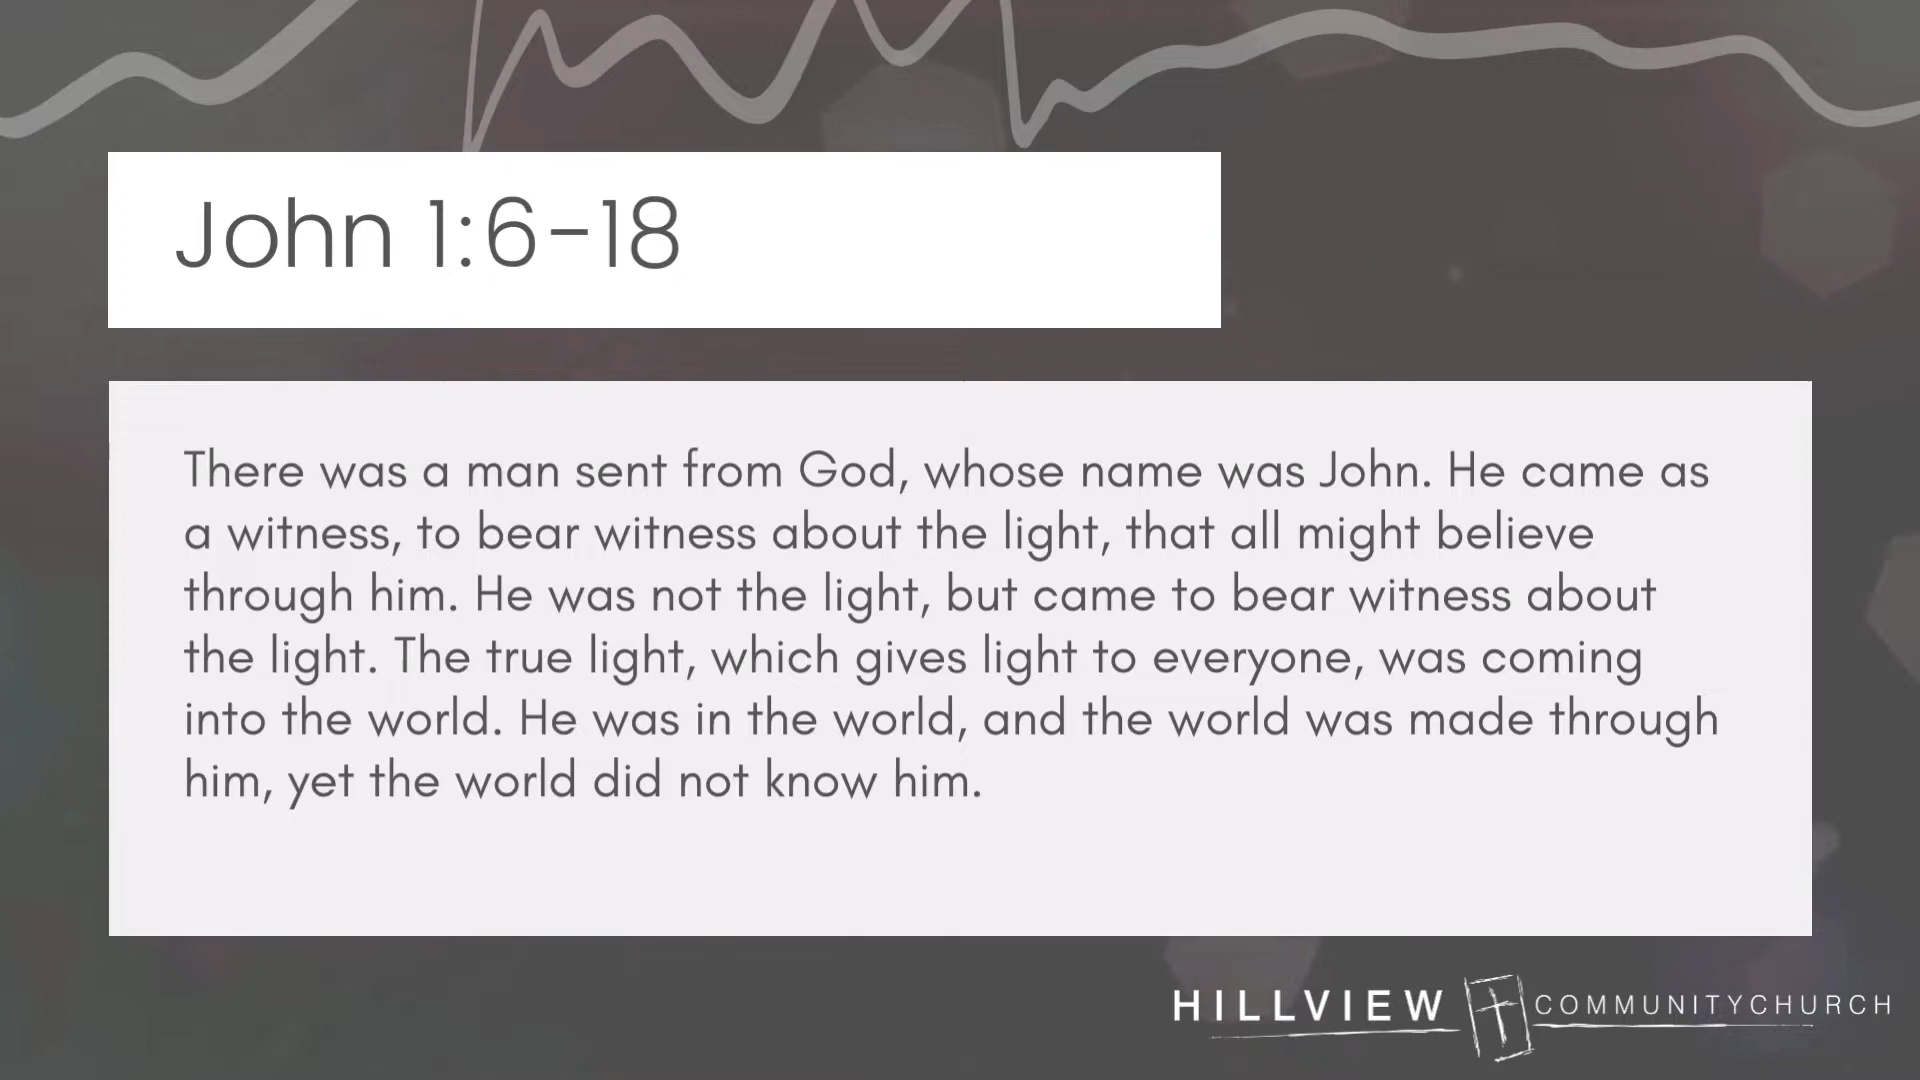 John 1:6-18
There was a man sent from God, whose name was John. He came as
a witness, to bear witness about the light, that all might believe
through him. He was not the light, but came to bear witness about
the light. The true light, which gives light to everyone, was coming
into the world. He was in the world, and the world was made through
him, yet the world did not know him.
HILLVIEW COMMUNITYCHURCH